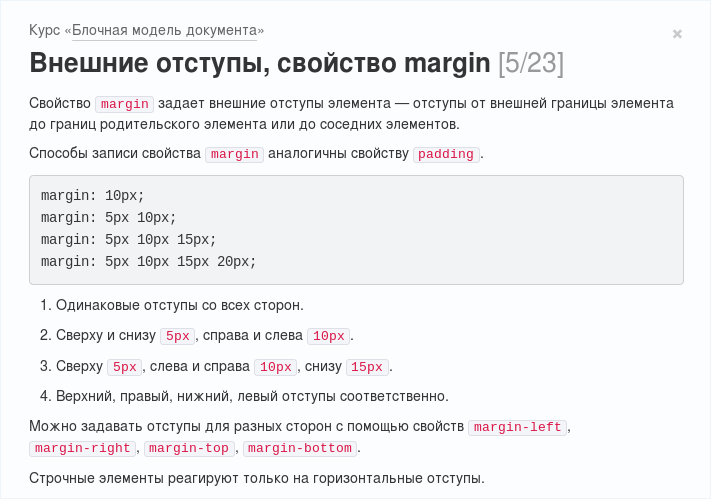 Курс «Блочная модель документа»
×
Внешние отступы, свойство margin [5/23]
Свойство margin задает внешние отступы элемента — отступы от внешней границы элемента
до границ родительского элемента или до соседних элементов.
Способы записи свойства margin аналогичны свойству padding.
margin: 10px;
margin: 5px 10px;
margin: 5px 10px 15px;
margin: 5px 10px 15px 20px;
1. Одинаковые отступы со всех сторон.
2. Сверху и снизу 5px, справа и слева 10px.
3. Сверху 5px, слева и справа 10px, снизу 15px.
4. Верхний, правый, нижний, левый отступы соответственно.
Можно задавать отступы для разных сторон с помощью свойств margin-left,
margin-right, margin-top, margin-bottom.
Строчные элементы реагируют только на горизонтальные отступы.